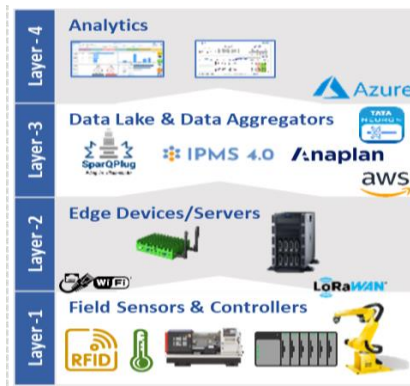 Layer - 4
Analytics
Azure
Layer -3
Data Lake & Data Aggregators
TATA
SparQPlug
IPMS 4.0
Anaplan
aws
Layer-2
Edge Devices/Servers
WiFi
LoRaWAN
Layer -1
Field Sensors & Controllers
RFID